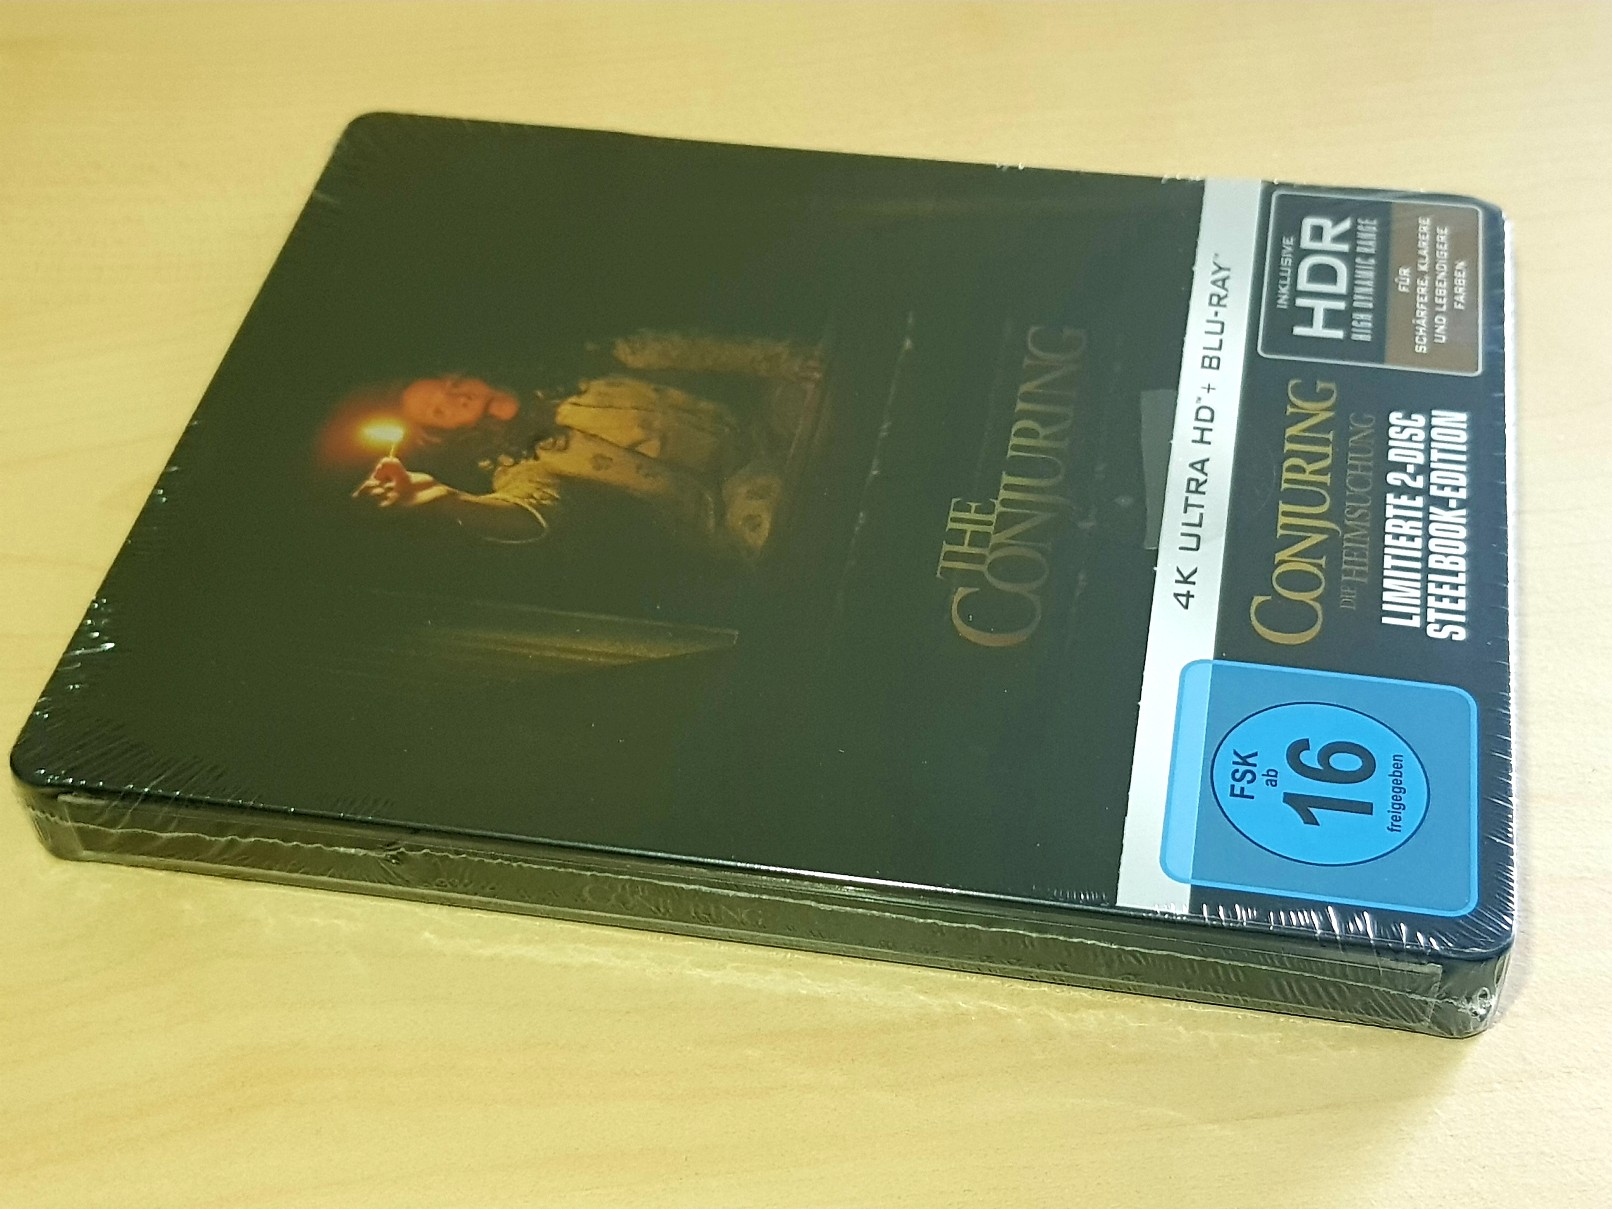 THE
CONJURING
4K ULTRA HD™ + BLU-RAY™
CONJURING
DIE HEIMSUCHUNG
LIMITIERTE 2-DISC
STEELBOOK-EDITION
INKLUSIVE
HDR
HIGH DYNAMIC RANGE
FÜR
SCHÄRFERE, KLARERE
UND LEBENDIGERE
FARBEN
FSK
ab
16
freigegeben
THE
CONJURING